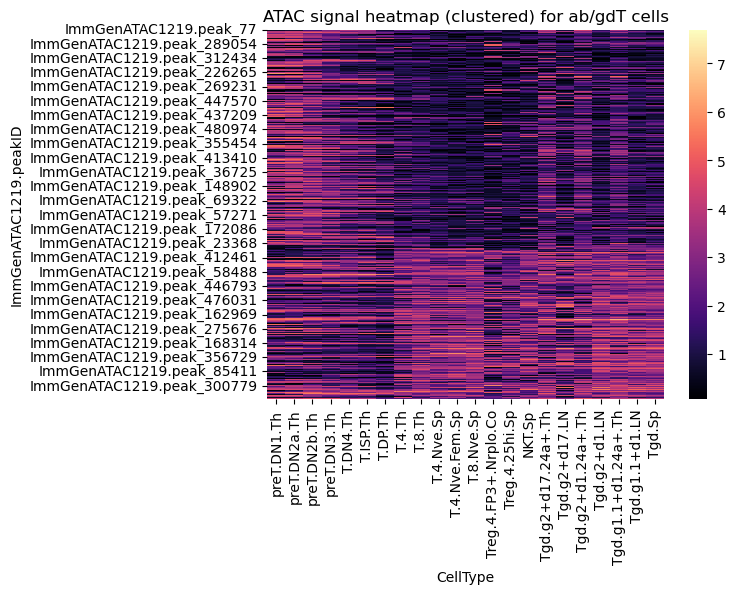 ATAC signal heatmap (clustered) for ab/gdT cells
ImmGenATAC1219.peakID
ImmGenATAC1219.peak_77
ImmGenATAC1219.peak_289054
ImmGenATAC1219.peak_312434
ImmGenATAC1219.peak_226265
ImmGenATAC1219.peak_269231
ImmGenATAC1219.peak_447570
ImmGenATAC1219.peak_437209
ImmGenATAC1219.peak_480974
ImmGenATAC1219.peak_355454
ImmGenATAC1219.peak_413410
ImmGenATAC1219.peak_36725
ImmGenATAC1219.peak_148902
ImmGenATAC1219.peak_69322
ImmGenATAC1219.peak_57271
ImmGenATAC1219.peak_172086
ImmGenATAC1219.peak_23368
ImmGenATAC1219.peak_412461
ImmGenATAC1219.peak_58488
ImmGenATAC1219.peak_446793
ImmGenATAC1219.peak_476031
ImmGenATAC1219.peak_162969
ImmGenATAC1219.peak_275676
ImmGenATAC1219.peak_168314
ImmGenATAC1219.peak_356729
ImmGenATAC1219.peak_85411
ImmGenATAC1219.peak_300779
7
6
5
4
3
2
1
preT.DN1.Th
preT.DN2a.Th
preT.DN2b.Th
preT.DN3.Th
T.DN4.Th
T.ISP.Th
T.DP.Th
T.4.Th
T.8.Th
T.4.Nve.Sp
T.4.Nve.Fem.Sp
T.8.Nve.Sp
Treg.4.FP3+.Nrplo.Co
Treg.4.25hi.Sp
NKT.Sp
Tgd.g2+d17.24a+.Th
Tgd.g2+d17.LN
Tgd.g2+d1.24a+.Th
Tgd.g2+d1.LN
Tgd.g1.1+d1.24a+.Th
Tgd.g1.1+d1.LN
Tgd.Sp
CellType